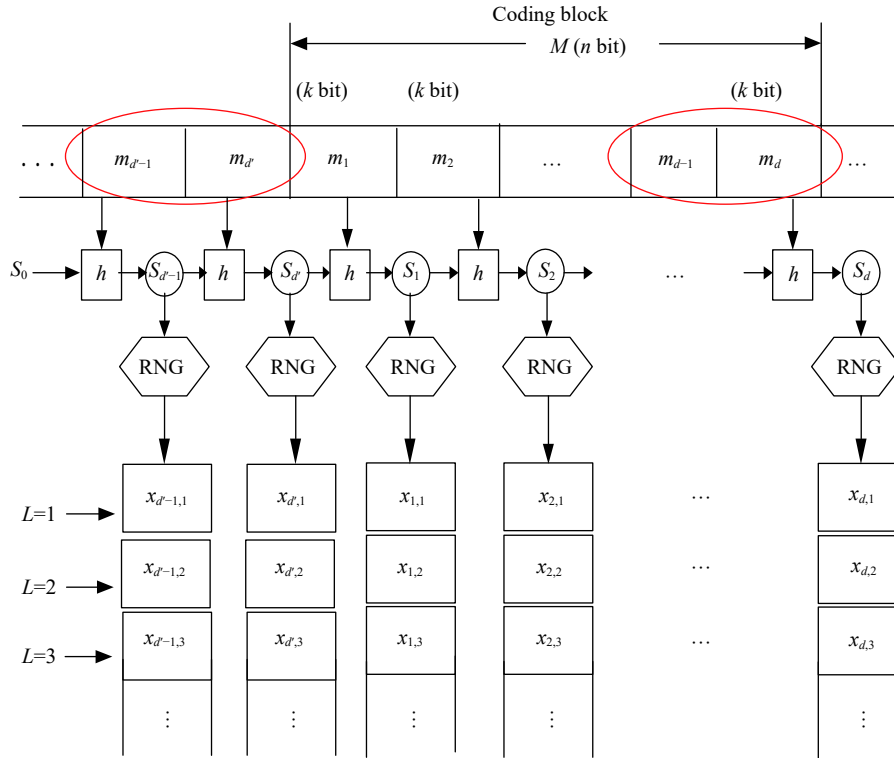 Coding block
M (n bit)
(k bit) (k bit) (k bit)
. . . m_{d′−1} m_{d′} m_1 m_2 … m_{d−1} m_d …
S_0 h S_{d′−1} h S_{d′} h S_1 h S_2 … h S_d
RNG RNG RNG RNG RNG
L=1 x_{d′−1,1} x_{d′,1} x_{1,1} x_{2,1} … x_{d,1}
L=2 x_{d′−1,2} x_{d′,2} x_{1,2} x_{2,2} … x_{d,2}
L=3 x_{d′−1,3} x_{d′,3} x_{1,3} x_{2,3} … x_{d,3}
⋮ ⋮ ⋮ ⋮ ⋮